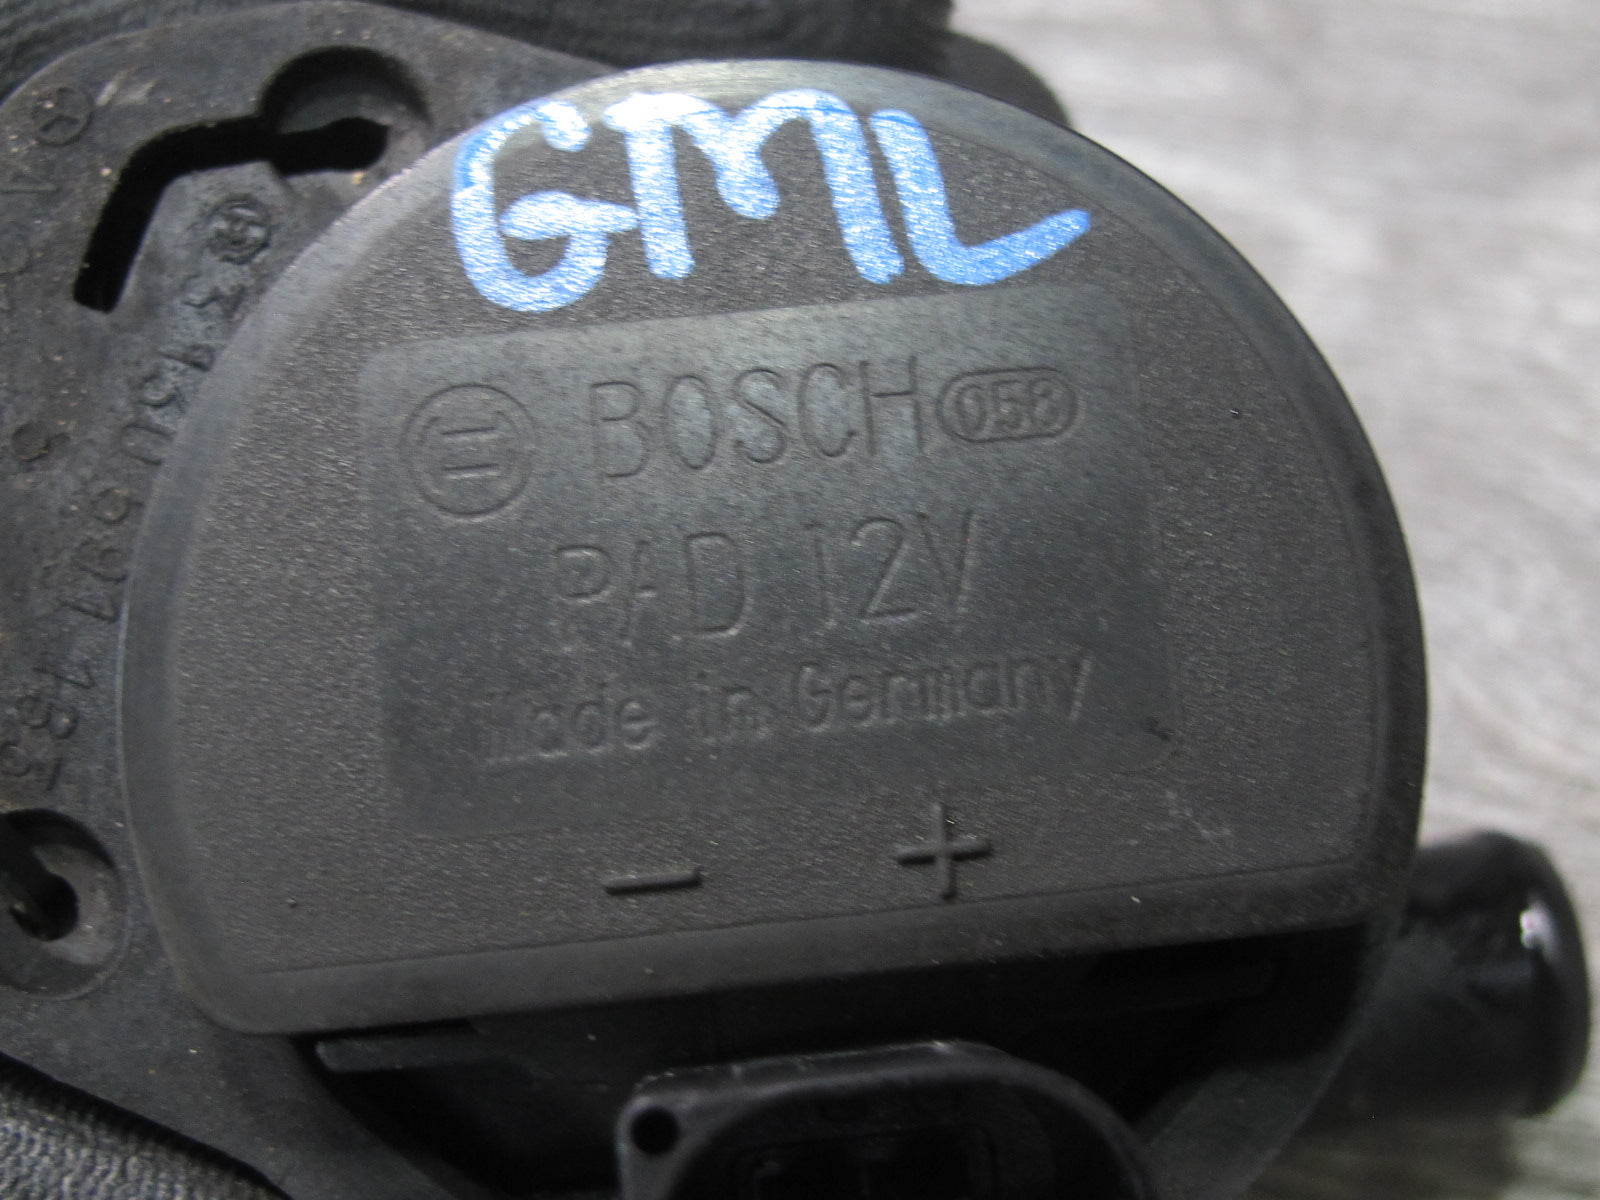 GML
BOSCH 058
PAD 12V
Made in Germany
- +